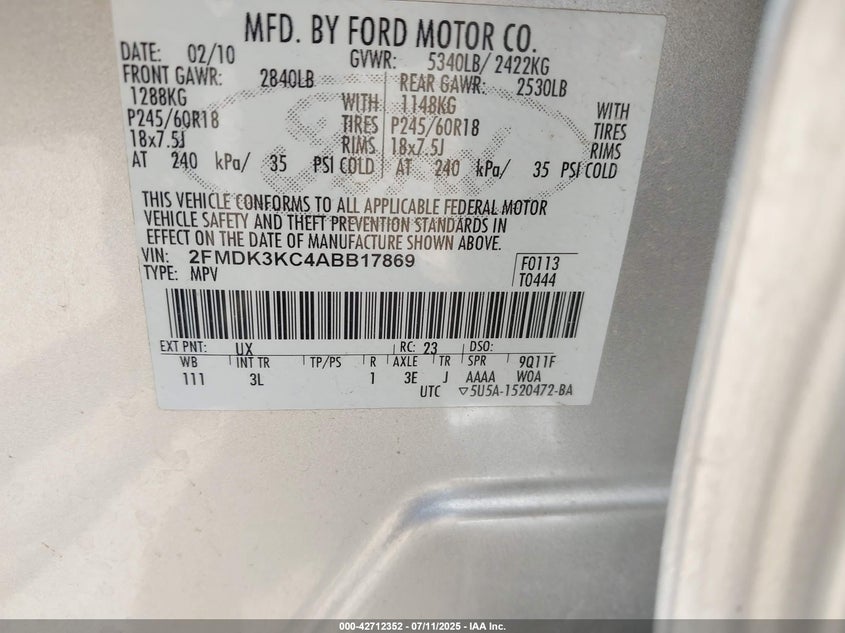 MFD. BY FORD MOTOR CO.
DATE: 02/10 GVWR: 5340LB/ 2422KG
FRONT GAWR: 2840LB REAR GAWR: 2530LB
1288KG WITH 1148KG WITH
P245/60R18 TIRES P245/60R18 TIRES
18x7.5J RIMS 18x7.5J RIMS
AT 240 kPa/ 35 PSI COLD AT 240 kPa/ 35 PSI COLD
THIS VEHICLE CONFORMS TO ALL APPLICABLE FEDERAL MOTOR
VEHICLE SAFETY AND THEFT PREVENTION STANDARDS IN
EFFECT ON THE DATE OF MANUFACTURE SHOWN ABOVE.
VIN: 2FMDK3KC4ABB17869 F0113
TYPE: MPV T0444
EXT PNT: UX RC: 23 DSO:
WB INT TR TP/PS R AXLE TR SPR 9Q11F
111 3L 1 3E J AAAA WOA
UTC ▽5U5A-1520472-BA
000-42712352 - 07/11/2025 - IAA Inc.